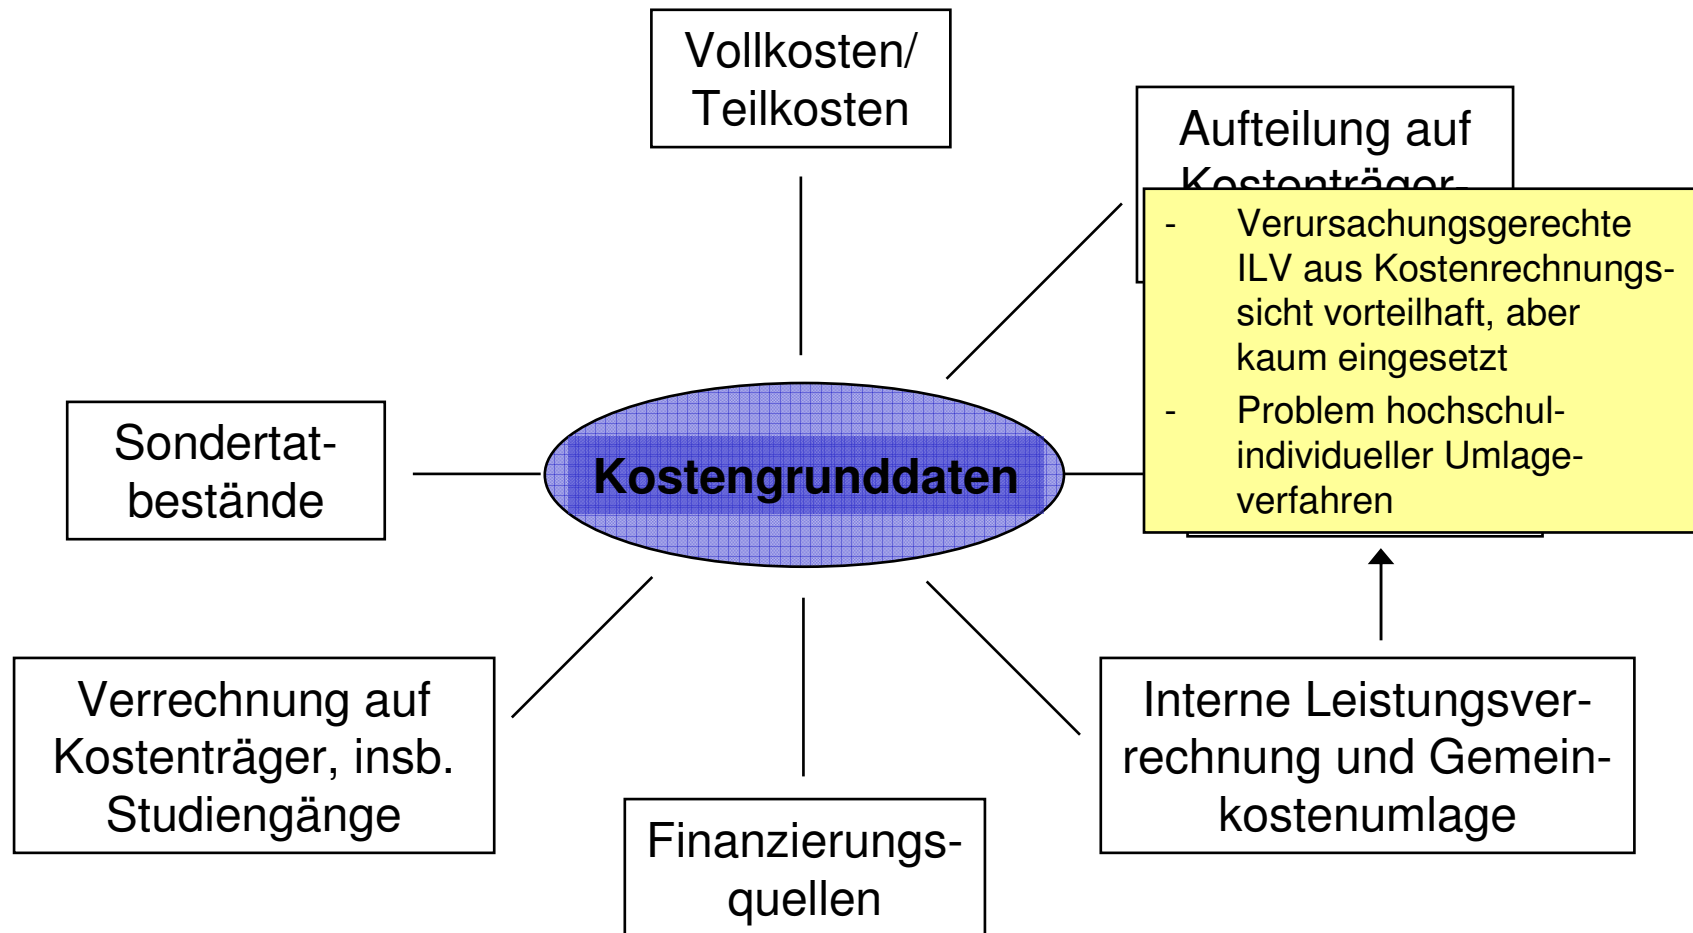 Vollkosten/
Teilkosten
Aufteilung auf
Kostenträger-
- Verursachungsgerechte
ILV aus Kostenrechnungs-
sicht vorteilhaft, aber
kaum eingesetzt
- Problem hochschul-
individueller Umlage-
verfahren
Sondertat-
bestände
Kostengrunddaten
Verrechnung auf
Kostenträger, insb.
Studiengänge
Finanzierungs-
quellen
Interne Leistungsver-
rechnung und Gemein-
kostenumlage